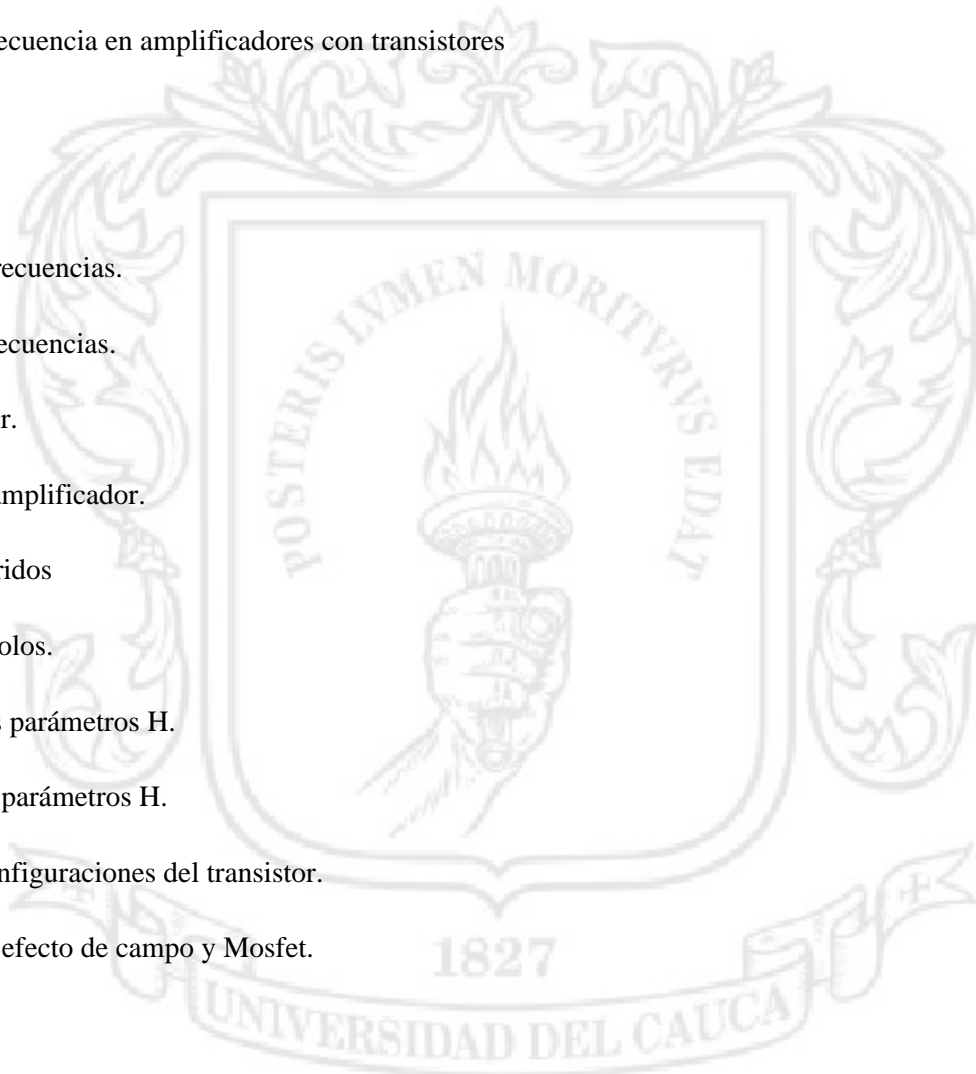 ecuencia en amplificadores con transistores
recuencias.
ecuencias.
r.
amplificador.
ridos
olos.
s parámetros H.
parámetros H.
nfiguraciones del transistor.
efecto de campo y Mosfet.
POSTERIS LVMEN MORITVRVS EDAT
1827
UNIVERSIDAD DEL CAUCA